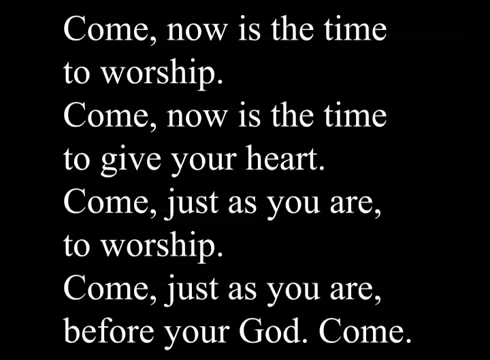 Come, now is the time
to worship.
Come, now is the time
to give your heart.
Come, just as you are,
to worship.
Come, just as you are,
before your God. Come.